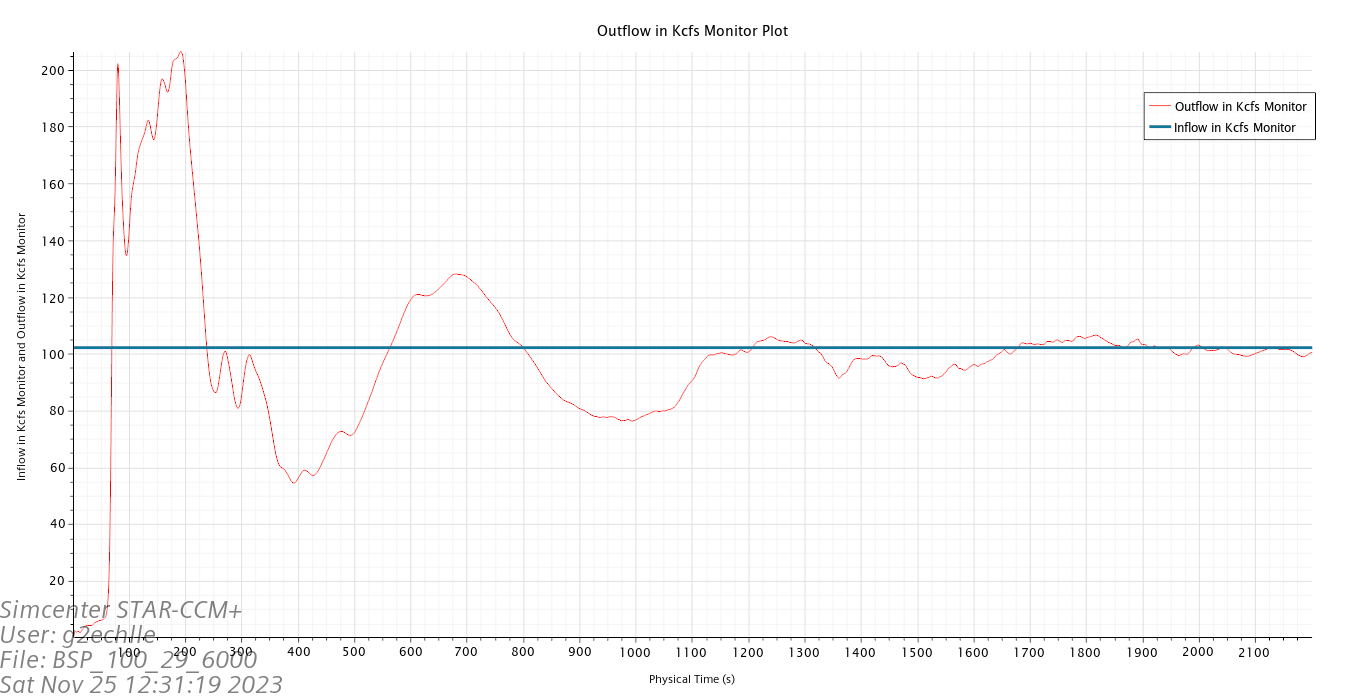 Outflow in Kcfs Monitor Plot
200
180
160
140
120
100
80
60
40
20
Inflow in Kcfs Monitor and Outflow in Kcfs Monitor
Outflow in Kcfs Monitor
Inflow in Kcfs Monitor
100 200 300 400 500 600 700 800 900 1000 1100 1200 1300 1400 1500 1600 1700 1800 1900 2000 2100
Physical Time (s)
Simcenter STAR-CCM+
User: g2echlle
File: BSP_100_29_6000
Sat Nov 25 12:31:19 2023